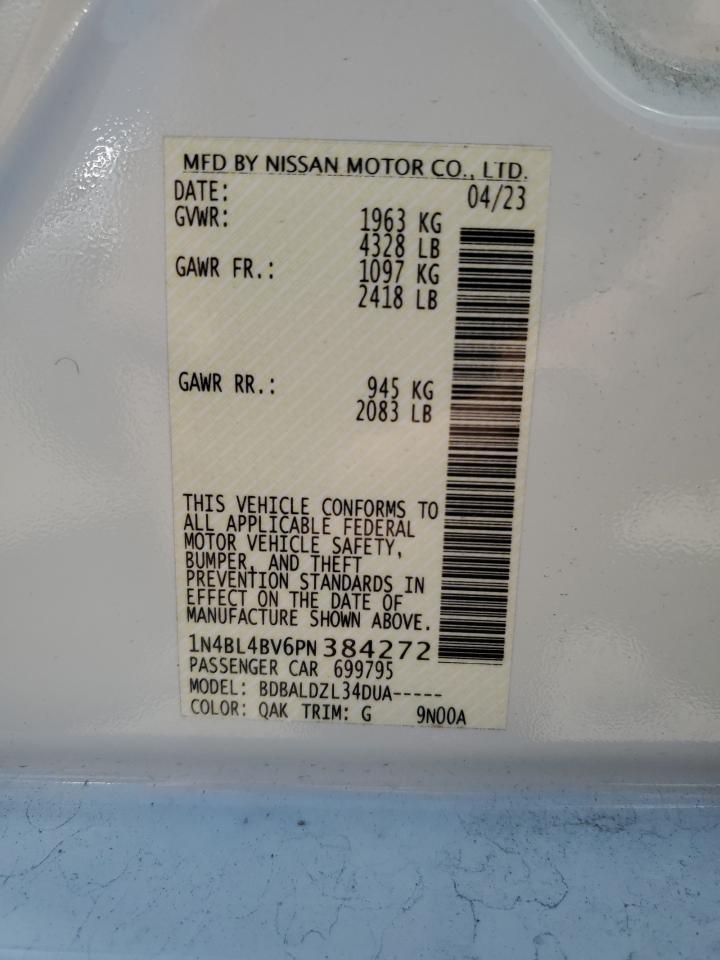 MFD BY NISSAN MOTOR CO., LTD.
DATE: 04/23
GVWR: 1963 KG
4328 LB
GAWR FR.: 1097 KG
2418 LB
GAWR RR.: 945 KG
2083 LB
THIS VEHICLE CONFORMS TO
ALL APPLICABLE FEDERAL
MOTOR VEHICLE SAFETY,
BUMPER, AND THEFT
PREVENTION STANDARDS IN
EFFECT ON THE DATE OF
MANUFACTURE SHOWN ABOVE.
1N4BL4BV6PN384272
PASSENGER CAR 699795
MODEL: BDBALDZL34DUA-----
COLOR: QAK TRIM: G 9N00A